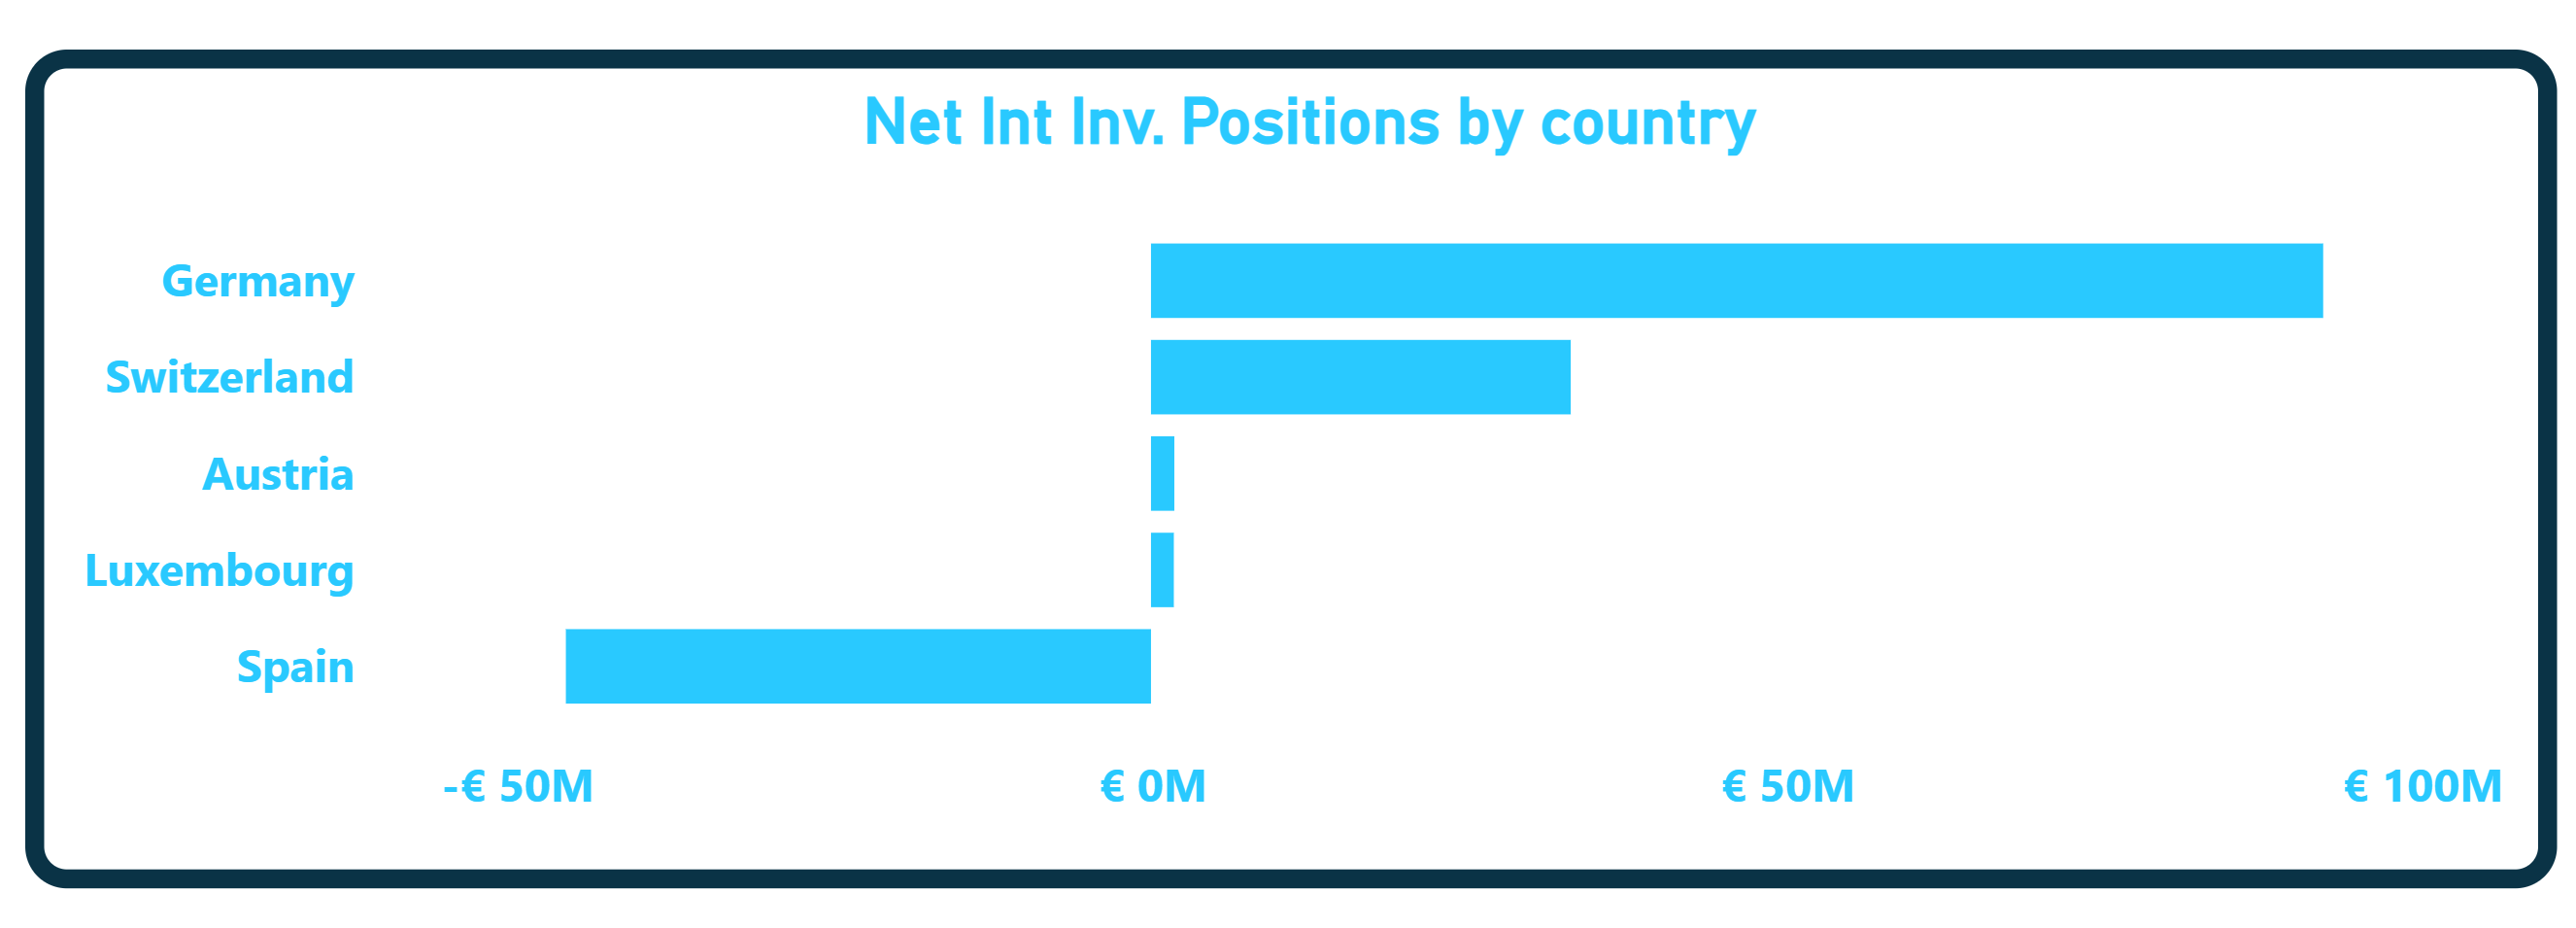 Net Int Inv. Positions by country
Germany
Switzerland
Austria
Luxembourg
Spain
-€ 50M € 0M € 50M € 100M